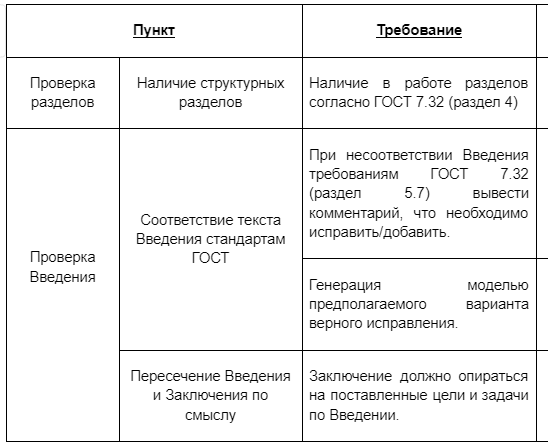 Пункт
Требование
Проверка
разделов
Наличие структурных
разделов
Наличие в работе разделов
согласно ГОСТ 7.32 (раздел 4)
Проверка
Введения
Соответствие текста
Введения стандартам
ГОСТ
При несоответствии Введения
требованиям ГОСТ 7.32
(раздел 5.7) вывести
комментарий, что необходимо
исправить/добавить.
Генерация моделью
предполагаемого варианта
верного исправления.
Пересечение Введения
и Заключения по
смыслу
Заключение должно опираться
на поставленные цели и задачи
по Введении.